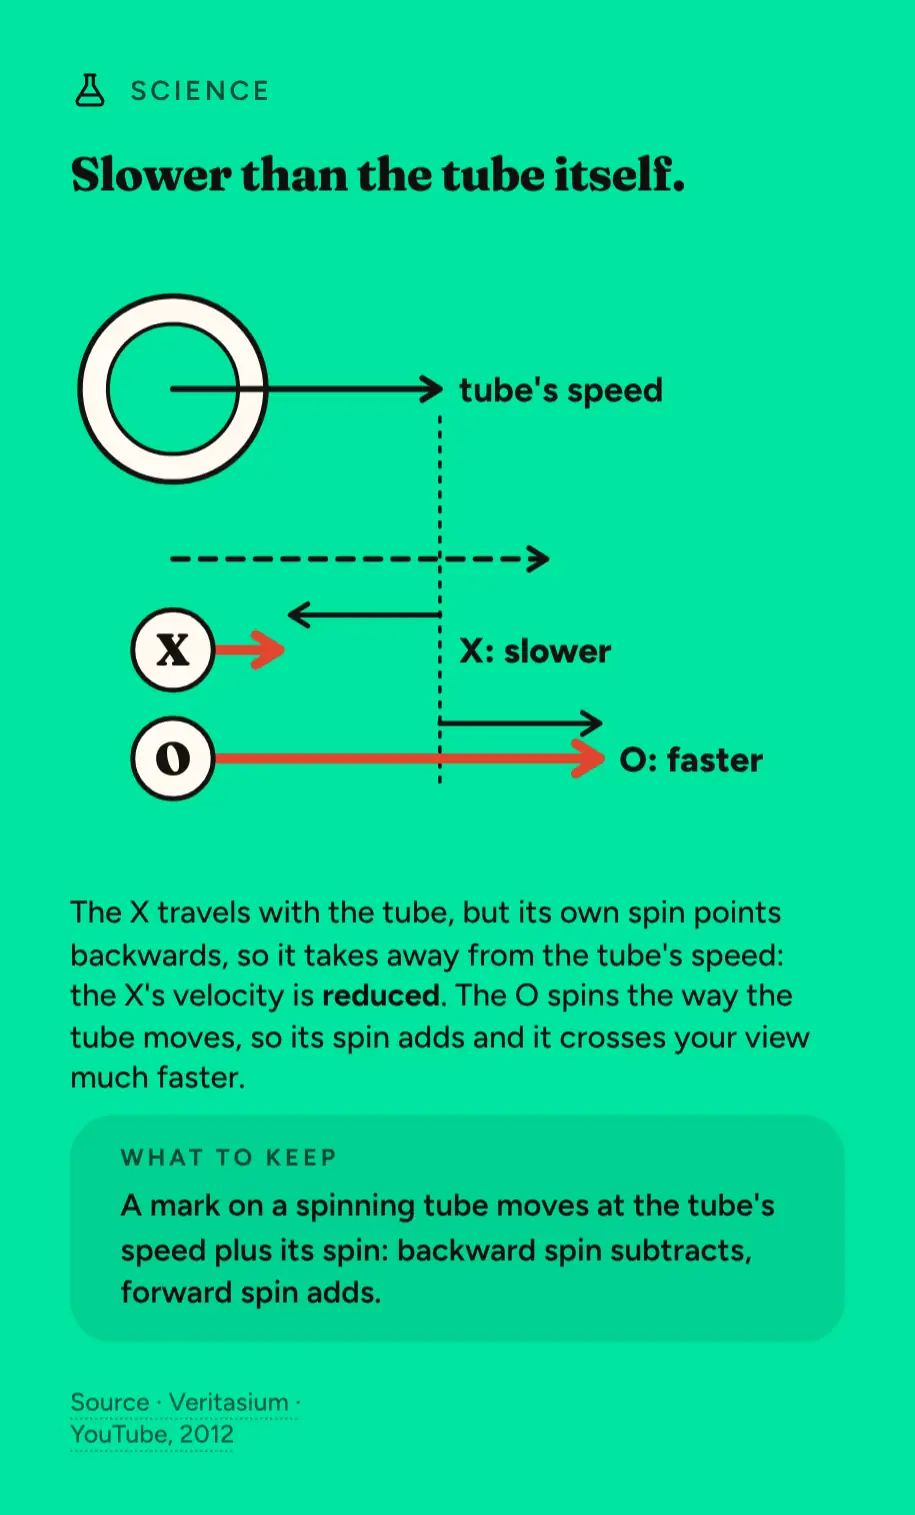 SCIENCE
Slower than the tube itself.
tube's speed
X
X: slower
O
O: faster
The X travels with the tube, but its own spin points
backwards, so it takes away from the tube's speed:
the X's velocity is reduced. The O spins the way the
tube moves, so its spin adds and it crosses your view
much faster.
WHAT TO KEEP
A mark on a spinning tube moves at the tube's
speed plus its spin: backward spin subtracts,
forward spin adds.
Source · Veritasium ·
YouTube, 2012